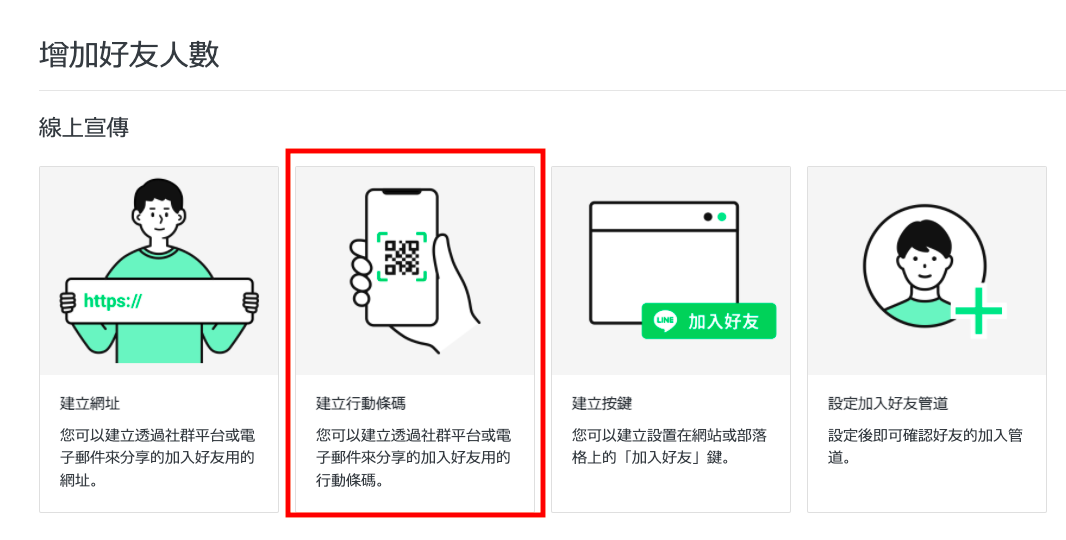 增加好友人數
線上宣傳
https://
建立網址
您可以建立透過社群平台或電
子郵件來分享的加入好友用的
網址。
建立行動條碼
您可以建立透過社群平台或電
子郵件來分享的加入好友用的
行動條碼。
LINE 加入好友
建立按鍵
您可以建立設置在網站或部落
格上的「加入好友」鍵。
設定加入好友管道
設定後即可確認好友的加入管
道。